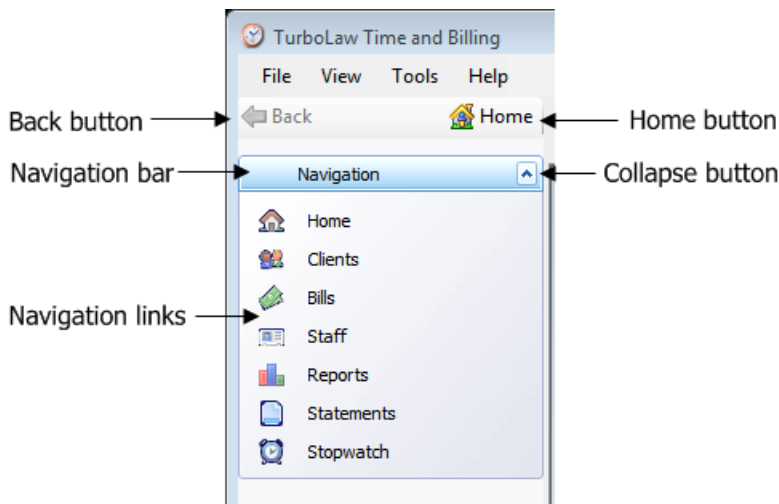 TurboLaw Time and Billing
File View Tools Help
Back button Back Home Home button
Navigation bar Navigation Collapse button
Home
Clients
Bills
Navigation links
Staff
Reports
Statements
Stopwatch